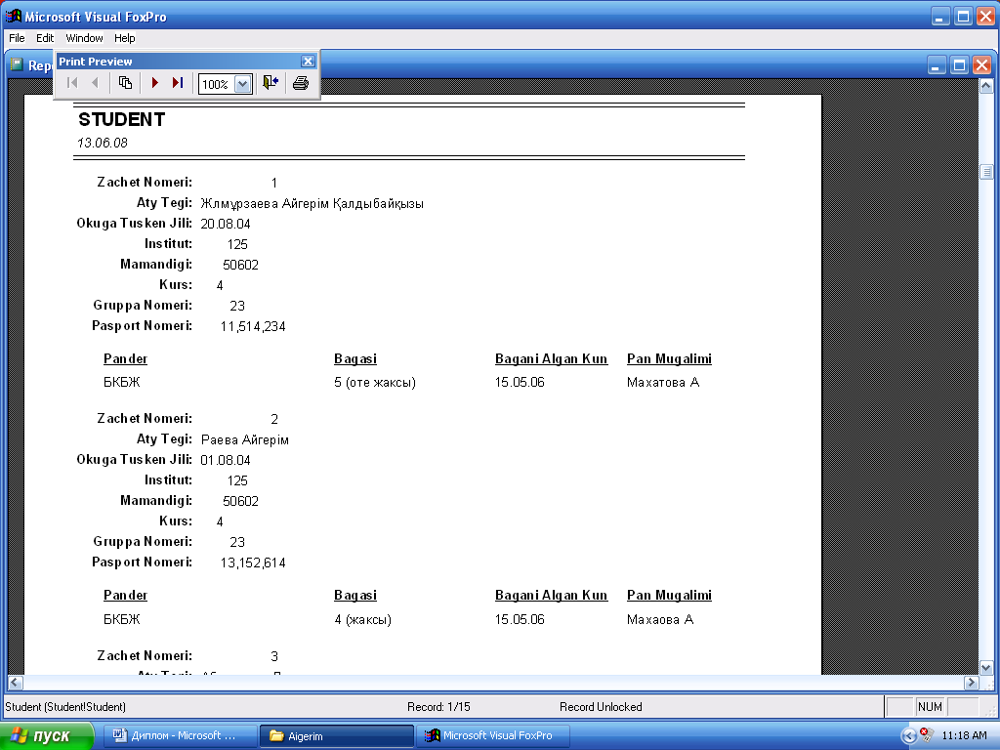 Microsoft Visual FoxPro
File Edit Window Help
Print Preview
100%
STUDENT
13.06.08
Zachet Nomeri: 1
Aty Tegi: Жлмұрзаева Айгерім Қалдыбайқызы
Okuga Tusken Jili: 20.08.04
Institut: 125
Mamandigi: 50602
Kurs: 4
Gruppa Nomeri: 23
Pasport Nomeri: 11,514,234
Pander Bagasi Bagani Algan Kun Pan Mugalimi
БКБЖ 5 (оте жаксы) 15.05.06 Махатова А
Zachet Nomeri: 2
Aty Tegi: Раева Айгерім
Okuga Tusken Jili: 01.08.04
Institut: 125
Mamandigi: 50602
Kurs: 4
Gruppa Nomeri: 23
Pasport Nomeri: 13,152,614
Pander Bagasi Bagani Algan Kun Pan Mugalimi
БКБЖ 4 (жаксы) 15.05.06 Махаова А
Zachet Nomeri: 3
Student (Student!Student) Record: 1/15 Record Unlocked NUM
пуск Диплом - Microsoft ... Aigerim Microsoft Visual FoxPro 11:18 AM